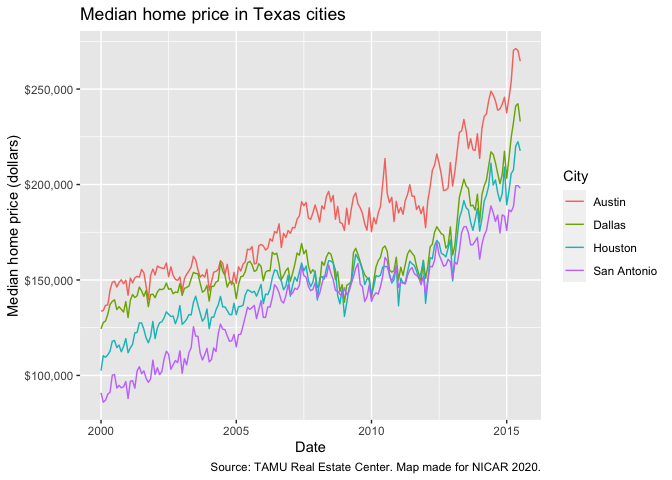 Median home price in Texas cities
Median home price (dollars)
$250,000
$200,000
$150,000
$100,000
2000
2005
2010
2015
Date
City
Austin
Dallas
Houston
San Antonio
Source: TAMU Real Estate Center. Map made for NICAR 2020.